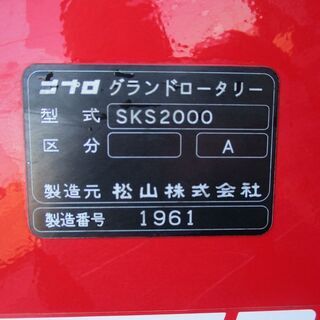 ニプロ グランドロータリー
型式 SKS2000
区分 A
製造元 松山株式会社
製造番号 1961